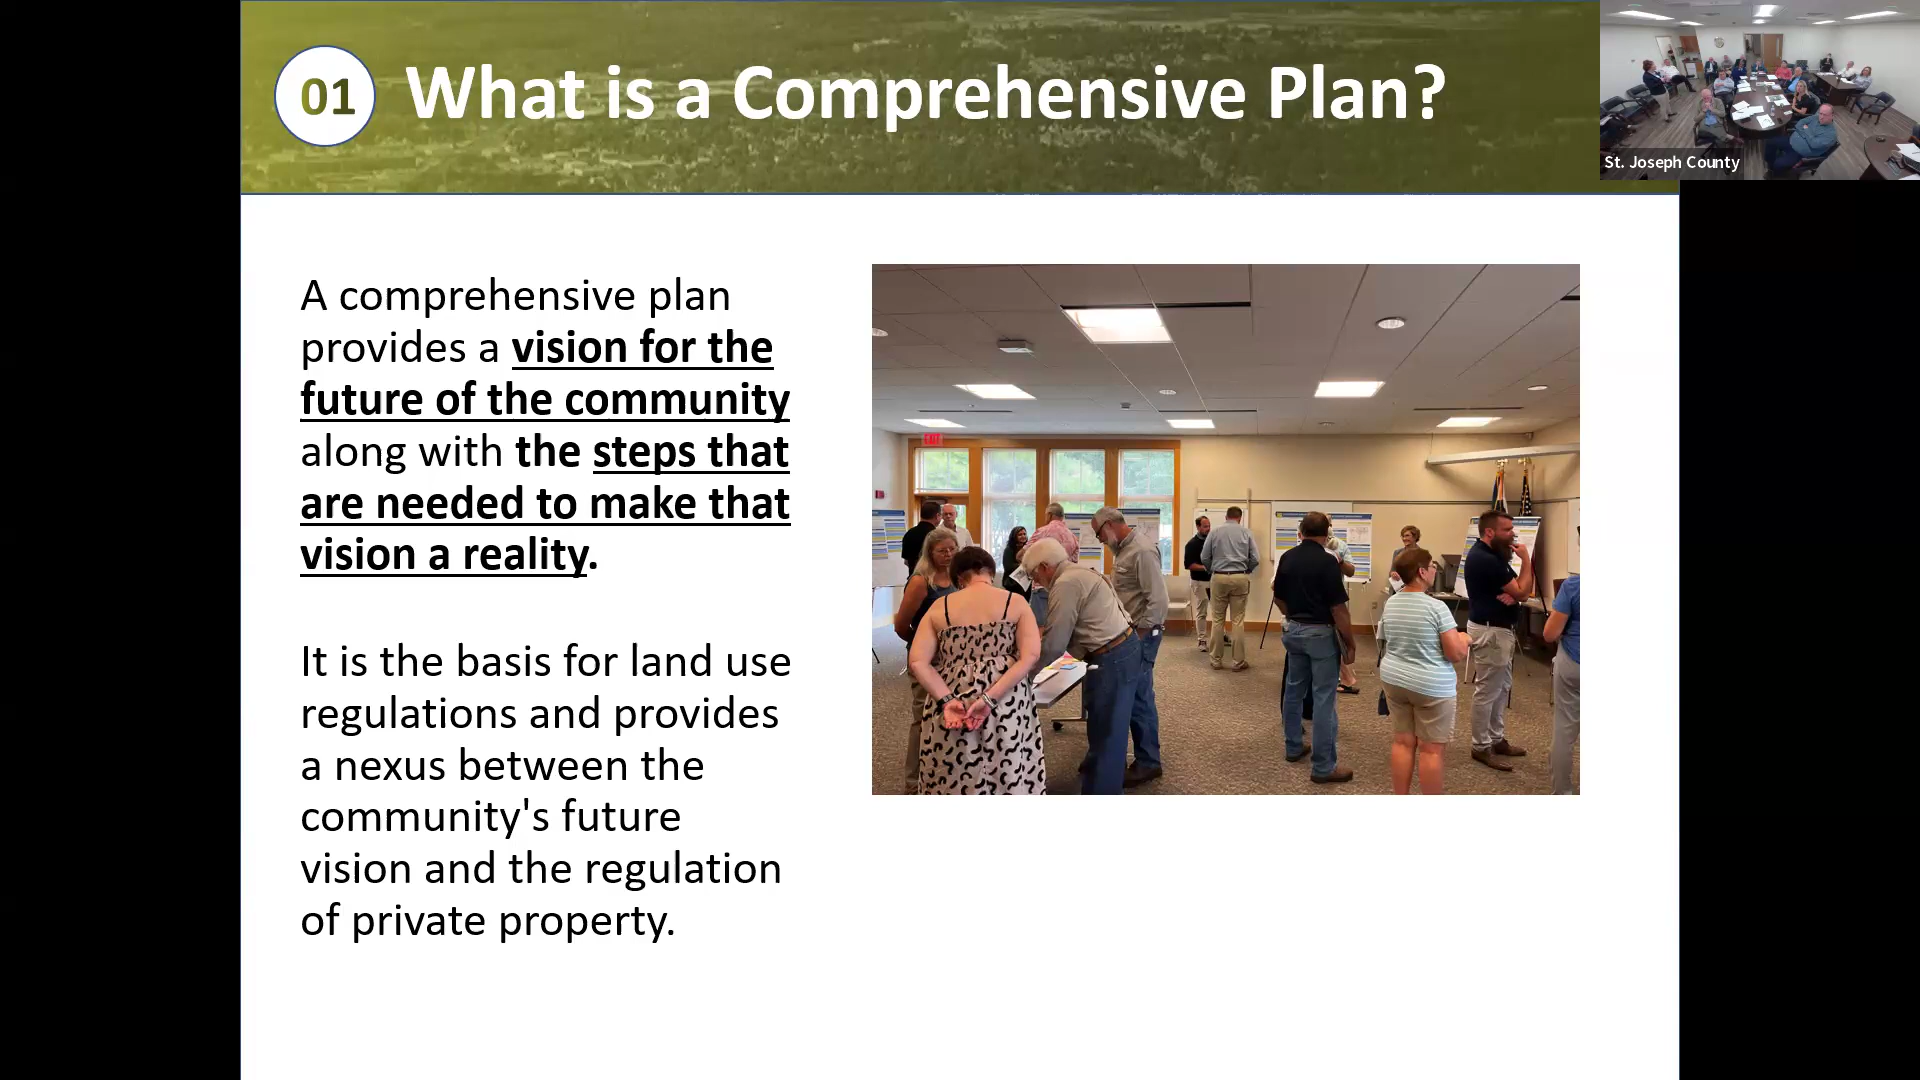 01 What is a Comprehensive Plan?
St. Joseph County
A comprehensive plan
provides a vision for the
future of the community
along with the steps that
are needed to make that
vision a reality.
It is the basis for land use
regulations and provides
a nexus between the
community's future
vision and the regulation
of private property.
EXIT